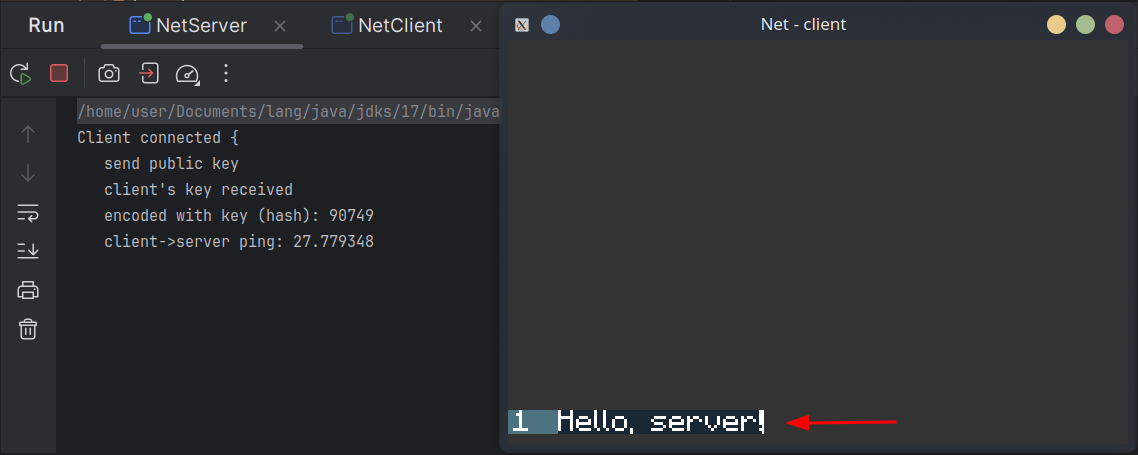 Run NetServer NetClient
/home/user/Documents/lang/java/jdks/17/bin/java
Client connected {
send public key
client's key received
encoded with key (hash): 90749
client->server ping: 27.779348
Net - client
1 Hello, server!